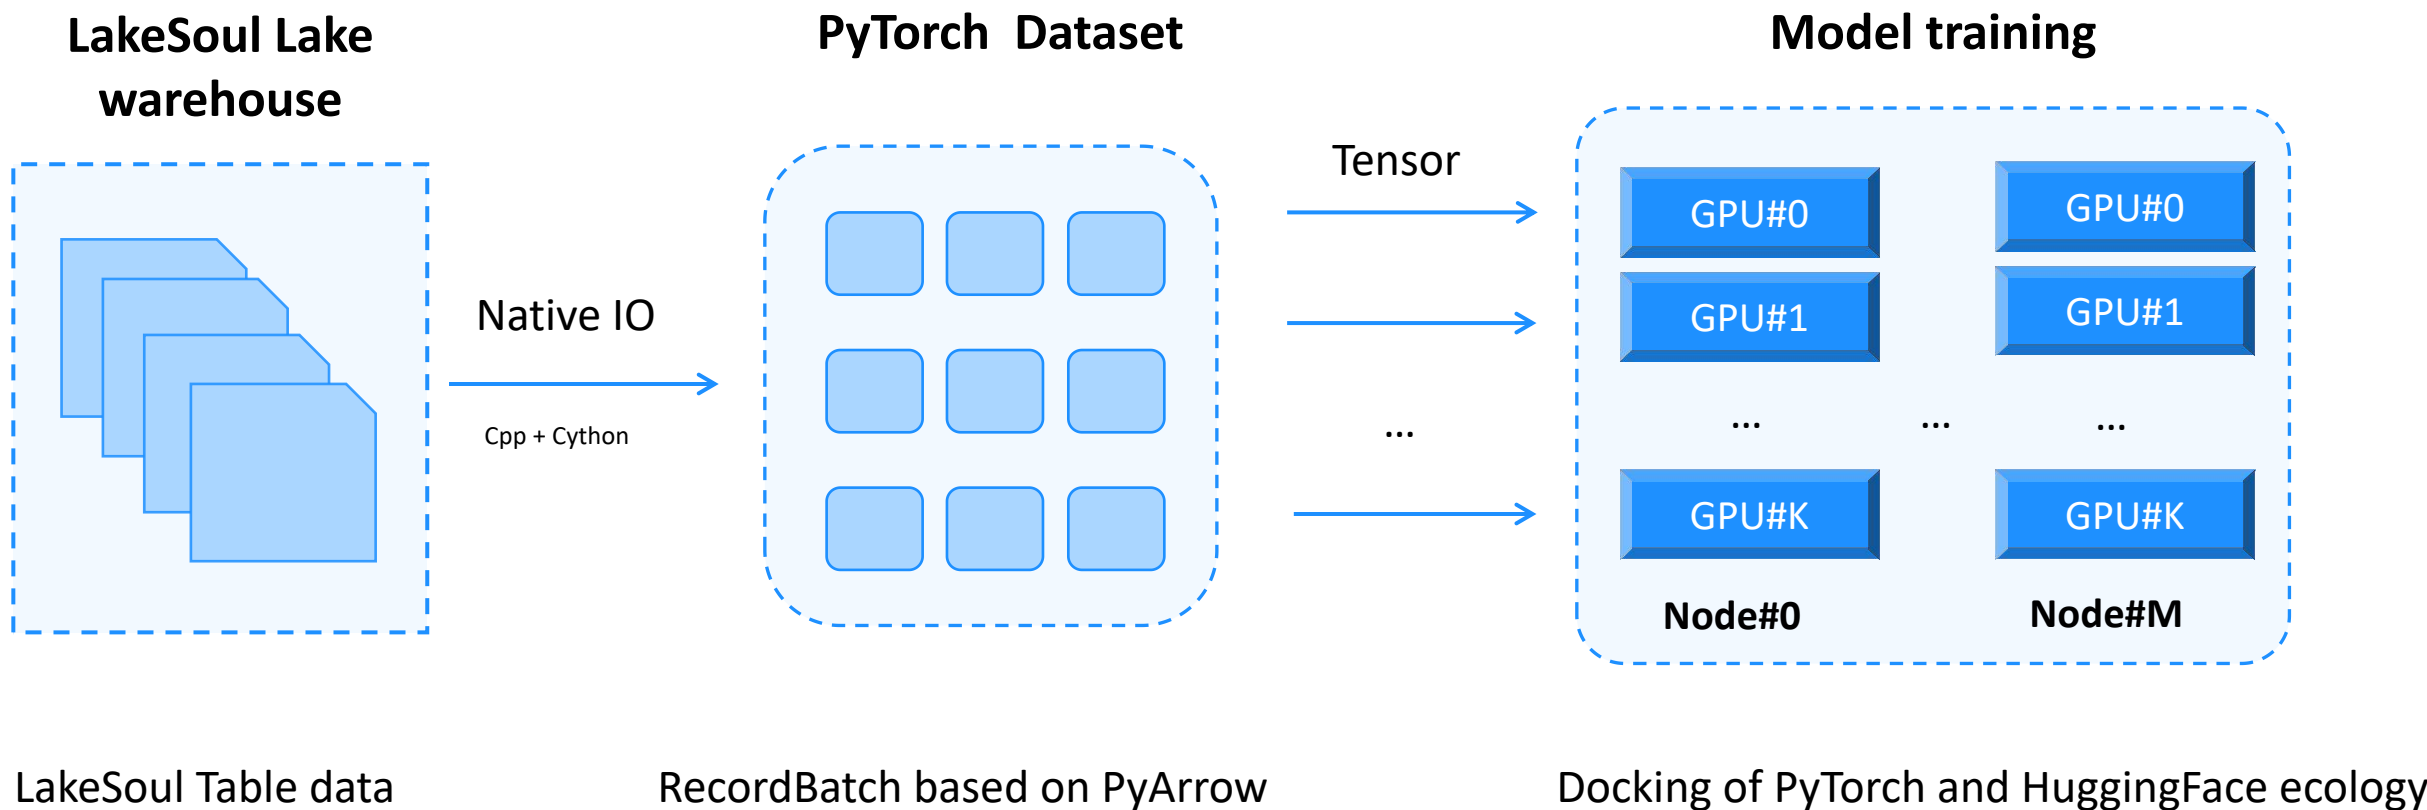 LakeSoul Lake
warehouse
PyTorch Dataset
Model training
Native IO
Cpp + Cython
Tensor
...
GPU#0
GPU#1
...
GPU#K
Node#0
...
GPU#0
GPU#1
...
GPU#K
Node#M
LakeSoul Table data
RecordBatch based on PyArrow
Docking of PyTorch and HuggingFace ecology